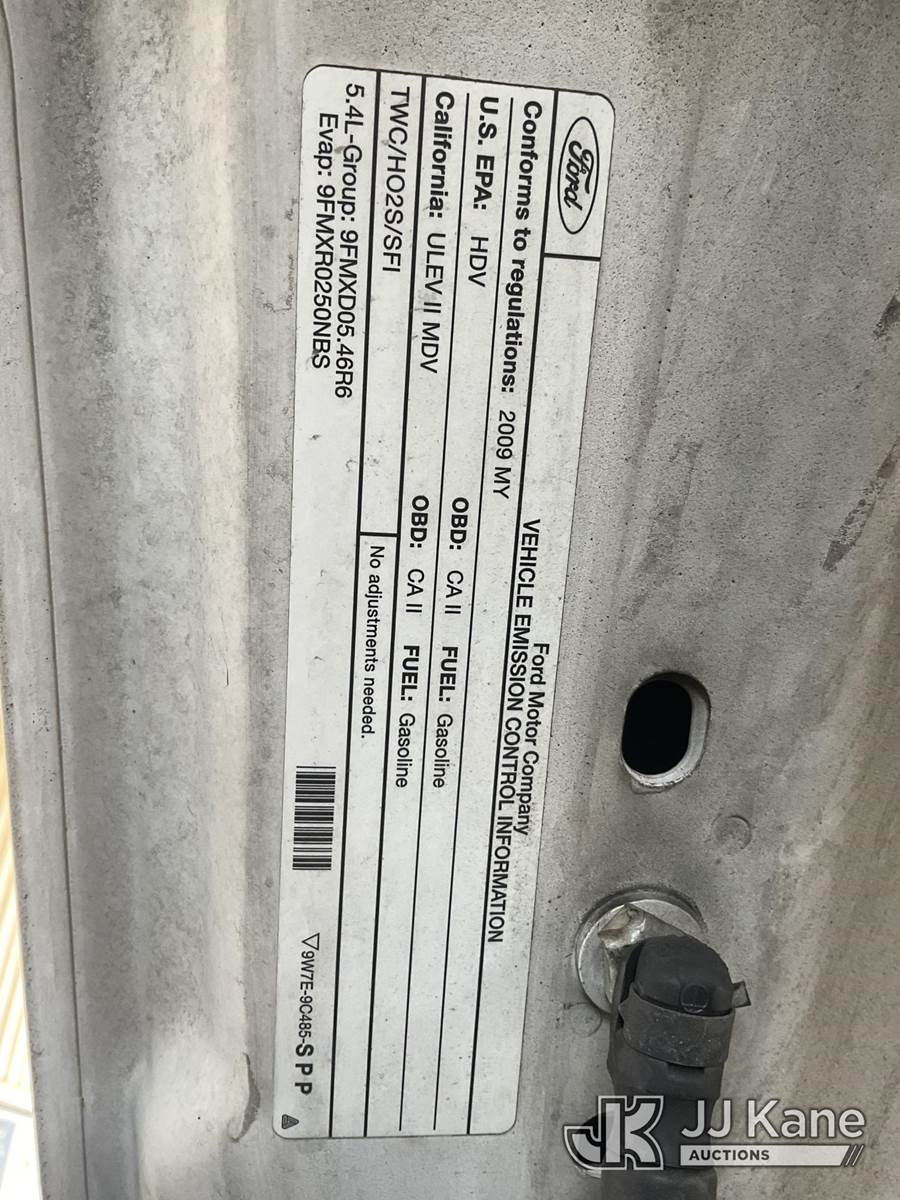 Ford
Ford Motor Company
VEHICLE EMISSION CONTROL INFORMATION
Conforms to regulations: 2009 MY
U.S. EPA: HDV OBD: CA II FUEL: Gasoline
California: ULEV II MDV OBD: CA II FUEL: Gasoline
TWC/HO2S/SFI
No adjustments needed.
5.4L-Group: 9FMXD05.46R6
Evap: 9FMXR0250NBS
9W7E-9C485-S P P
JK JJ Kane
AUCTIONS